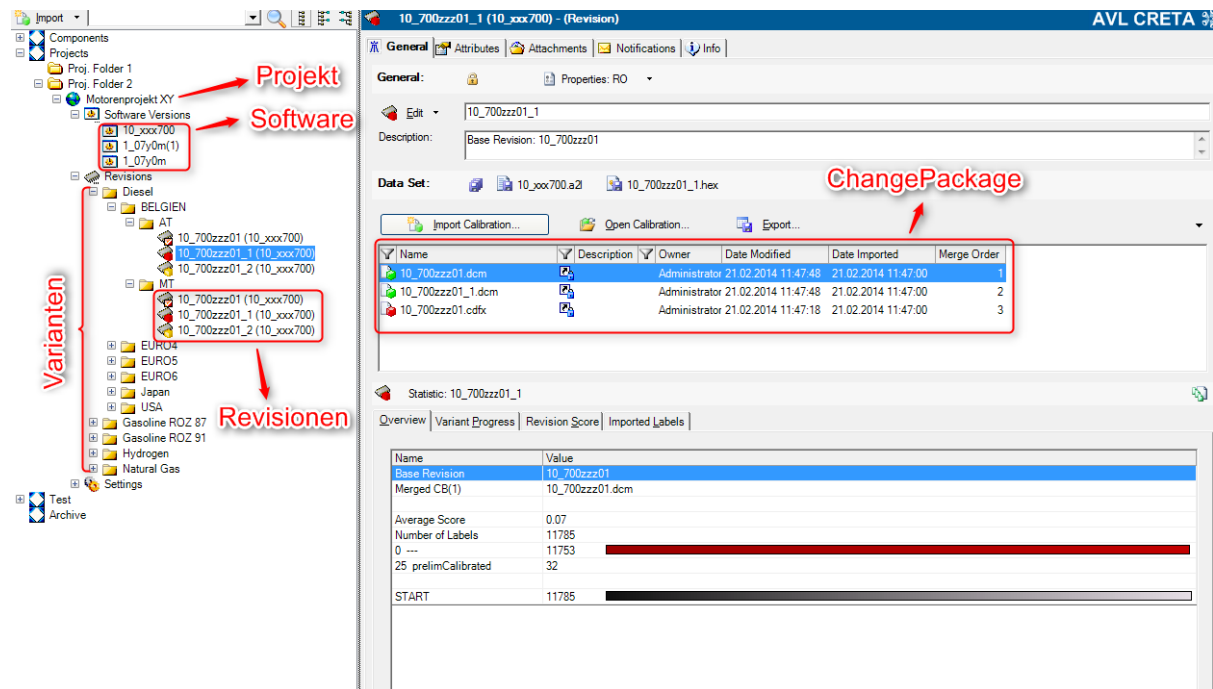 Import
Components
Projects
Proj. Folder 1
Proj. Folder 2
Motorenprojekt XY
Software Versions
10_xxx700
1_07y0m(1)
1_07y0m
Revisions
Diesel
BELGIEN
AT
10_700zzz01 (10_xxx700)
10_700zzz01_1 (10_xxx700)
10_700zzz01_2 (10_xxx700)
MT
10_700zzz01 (10_xxx700)
10_700zzz01_1 (10_xxx700)
10_700zzz01_2 (10_xxx700)
EURO4
EURO5
EURO6
Japan
USA
Gasoline ROZ 87
Gasoline ROZ 91
Hydrogen
Natural Gas
Settings
Test
Archive
Projekt
Software
Varianten
Revisionen
10_700zzz01_1 (10_xxx700) - (Revision) AVL CRETA
General Attributes Attachments Notifications Info
General: Properties: RO
Edit 10_700zzz01_1
Description: Base Revision: 10_700zzz01
Data Set: 10_xxx700.a2l 10_700zzz01_1.hex
ChangePackage
Import Calibration... Open Calibration... Export...
Name Description Owner Date Modified Date Imported Merge Order
10_700zzz01.dcm Administrator 21.02.2014 11:47:48 21.02.2014 11:47:00 1
10_700zzz01_1.dcm Administrator 21.02.2014 11:47:48 21.02.2014 11:47:00 2
10_700zzz01.cdfx Administrator 21.02.2014 11:47:18 21.02.2014 11:47:00 3
Statistic: 10_700zzz01_1
Overview Variant Progress Revision Score Imported Labels
Name Value
Base Revision 10_700zzz01
Merged CB(1) 10_700zzz01.dcm
Average Score 0.07
Number of Labels 11785
0 --- 11753
25 prelimCalibrated 32
START 11785